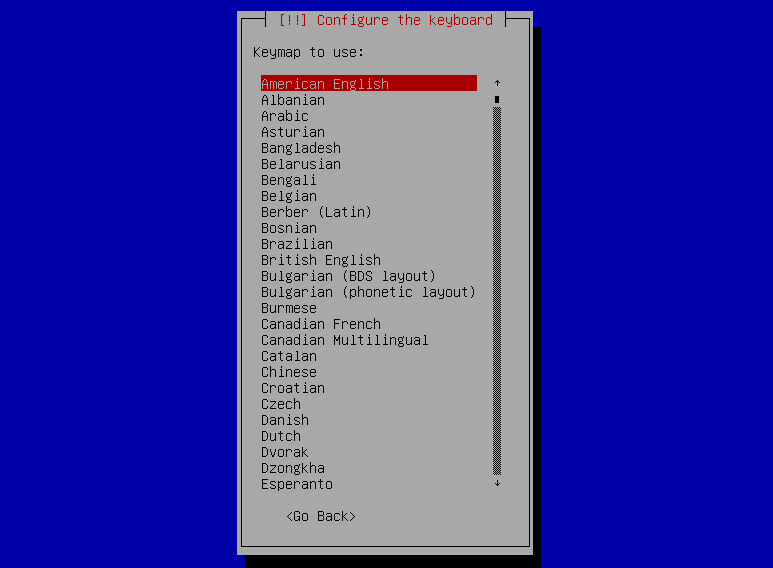 [!!] Configure the keyboard
Keymap to use:
American English
Albanian
Arabic
Asturian
Bangladesh
Belarusian
Bengali
Belgian
Berber (Latin)
Bosnian
Brazilian
British English
Bulgarian (BDS layout)
Bulgarian (phonetic layout)
Burmese
Canadian French
Canadian Multilingual
Catalan
Chinese
Croatian
Czech
Danish
Dutch
Dvorak
Dzongkha
Esperanto
<Go Back>